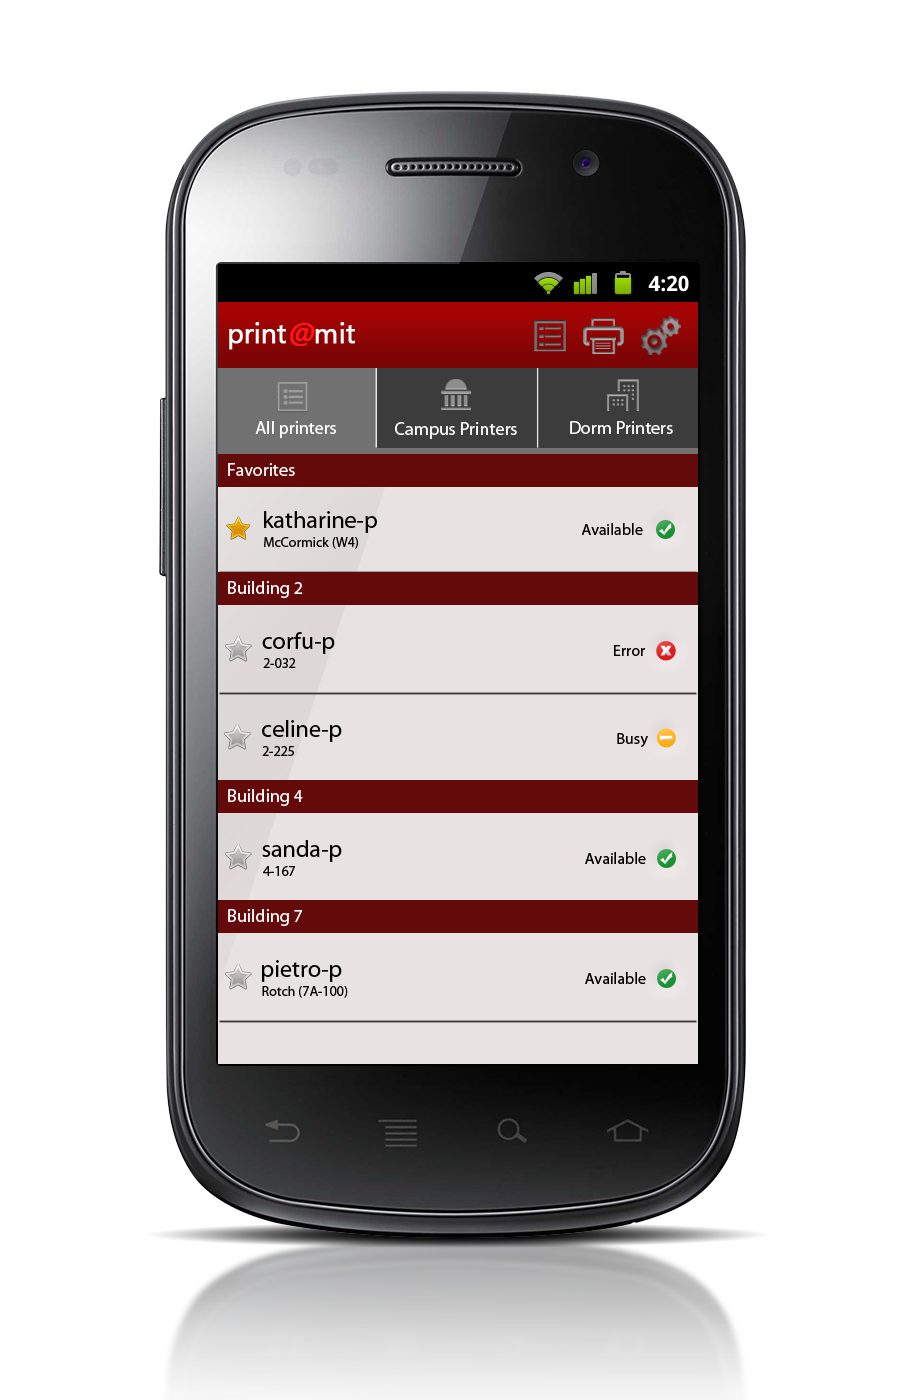 4:20
print@mit
All printers
Campus Printers
Dorm Printers
Favorites
katharine-p
McCormick (W4)
Available
Building 2
corfu-p
2-032
Error
celine-p
2-225
Busy
Building 4
sanda-p
4-167
Available
Building 7
pietro-p
Rotch (7A-100)
Available